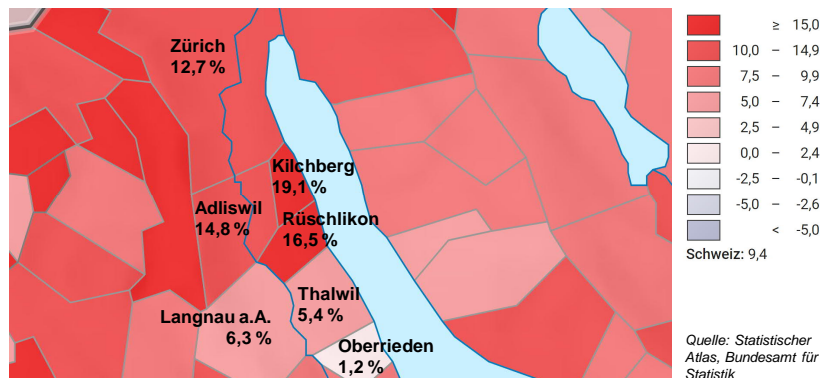 Zürich
12,7 %
Kilchberg
19,1 %
Adliswil
14,8 %
Rüschlikon
16,5 %
Thalwil
5,4 %
Langnau a.A.
6,3 %
Oberrieden
1,2 %
≥ 15,0
10,0 – 14,9
7,5 – 9,9
5,0 – 7,4
2,5 – 4,9
0,0 – 2,4
-2,5 – -0,1
-5,0 – -2,6
< -5,0
Schweiz: 9,4
Quelle: Statistischer
Atlas, Bundesamt für
Statistik